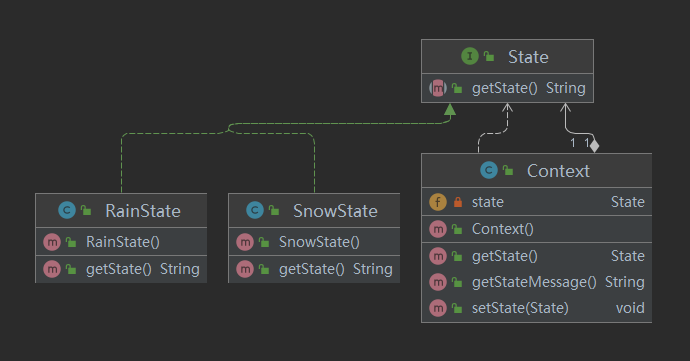 I State
m getState() String
1 1
C RainState
m RainState()
m getState() String
C SnowState
m SnowState()
m getState() String
C Context
f state State
m Context()
m getState() State
m getStateMessage() String
m setState(State) void